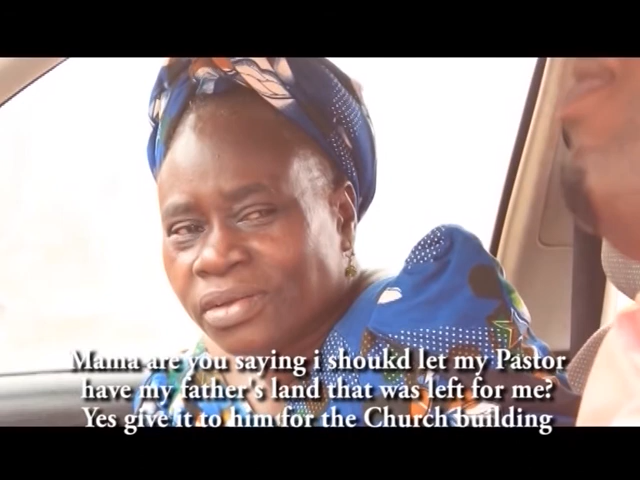 Mama are you saying i shoukd let my Pastor
have my father's land that was left for me?
Yes give it to him for the Church building